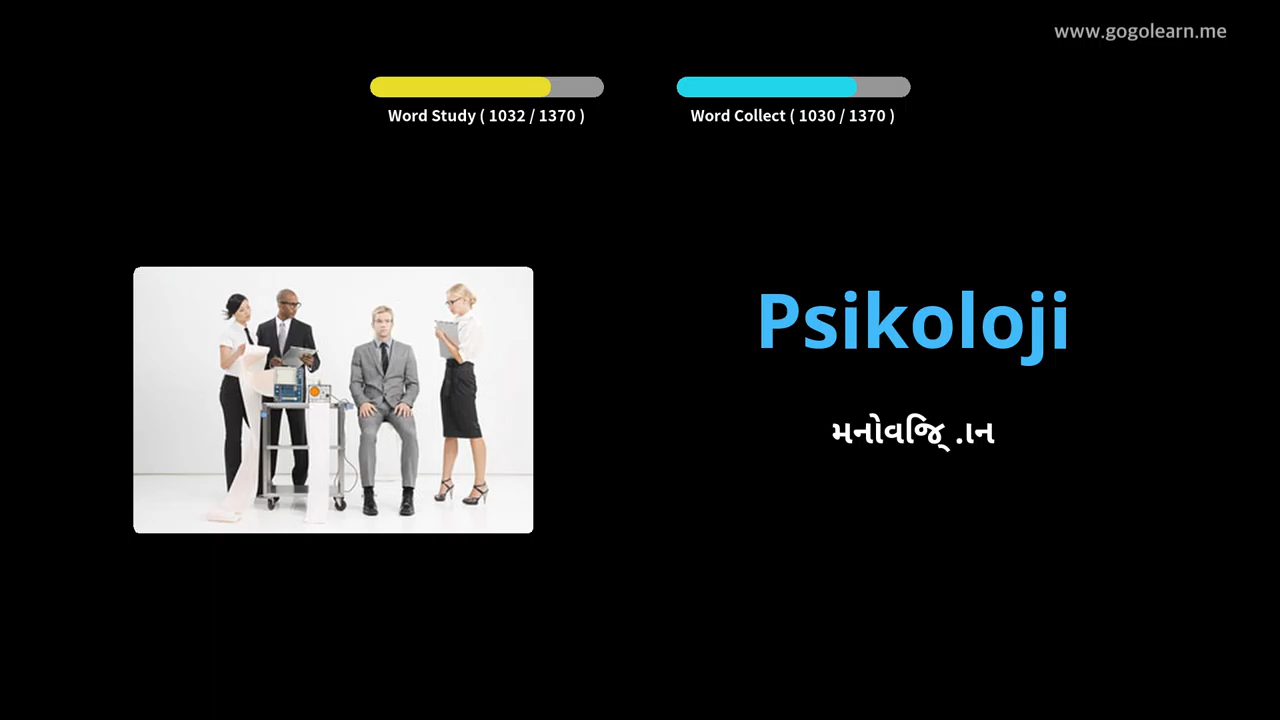 www.gogolearn.me
Word Study ( 1032 / 1370 )
Word Collect ( 1030 / 1370 )
Psikoloji
મનોવજિ્ .ાન